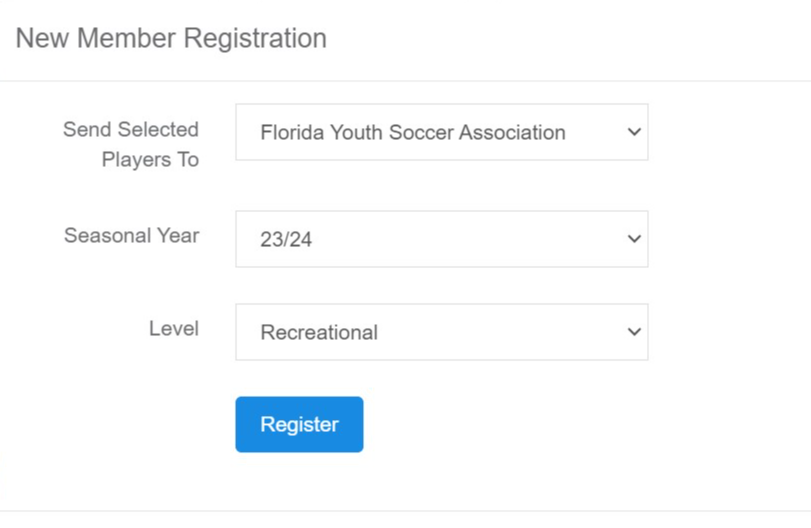 New Member Registration
Send Selected
Players To
Florida Youth Soccer Association
Seasonal Year
23/24
Level
Recreational
Register